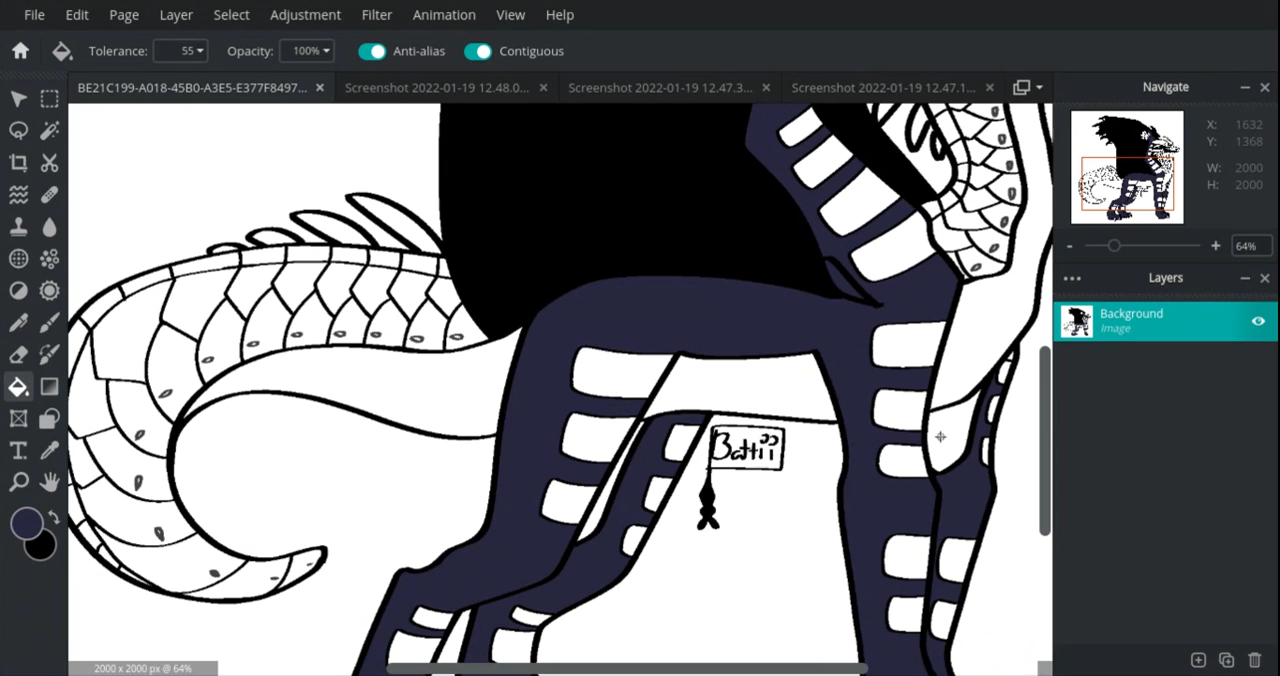 File Edit Page Layer Select Adjustment Filter Animation View Help
Tolerance: 55 Opacity: 100% Anti-alias Contiguous
BE21C199-A018-45B0-A3E5-E377F8497... Screenshot 2022-01-19 12.48.0... Screenshot 2022-01-19 12.47.3... Screenshot 2022-01-19 12.47.1...
Navigate
X: 1632
Y: 1368
W: 2000
H: 2000
- + 64%
Layers
Background
Image
Battii
2000 x 2000 px @ 64%